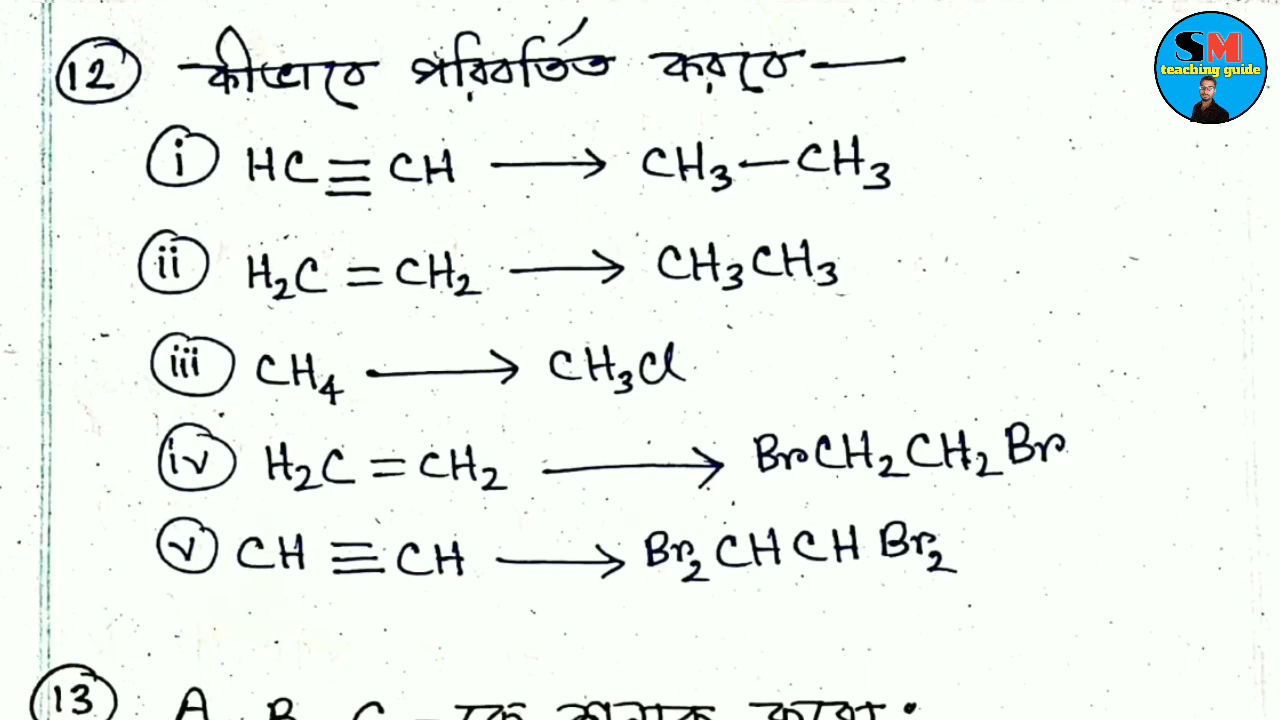 SM
teaching guide
12 কীভাবে পরিবর্তিত করবে —
i HC ≡ CH ⟶ CH₃—CH₃
ii H₂C = CH₂ ⟶ CH₃CH₃
iii CH₄ ⟶ CH₃Cl
iv H₂C = CH₂ ⟶ BrCH₂CH₂Br
v CH ≡ CH ⟶ Br₂CHCHBr₂
13 A, B, C